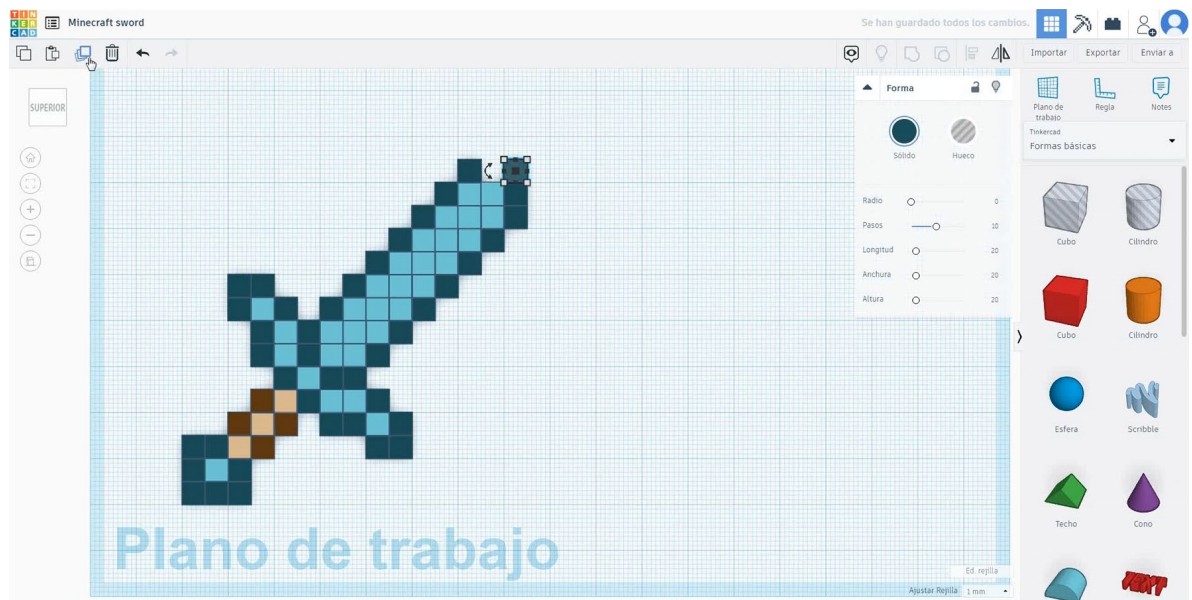 TIN
KER
CAD
Minecraft sword
Se han guardado todos los cambios.
Importar
Exportar
Enviar a
SUPERIOR
Forma
Sólido
Hueco
Radio
0
Pasos
10
Longitud
20
Anchura
20
Altura
20
Plano de
trabajo
Regla
Notes
Tinkercad
Formas básicas
Cubo
Cilindro
Cubo
Cilindro
Esfera
Scribble
Techo
Cono
TEXT
Plano de trabajo
Ed. rejilla
Ajustar Rejilla
1 mm